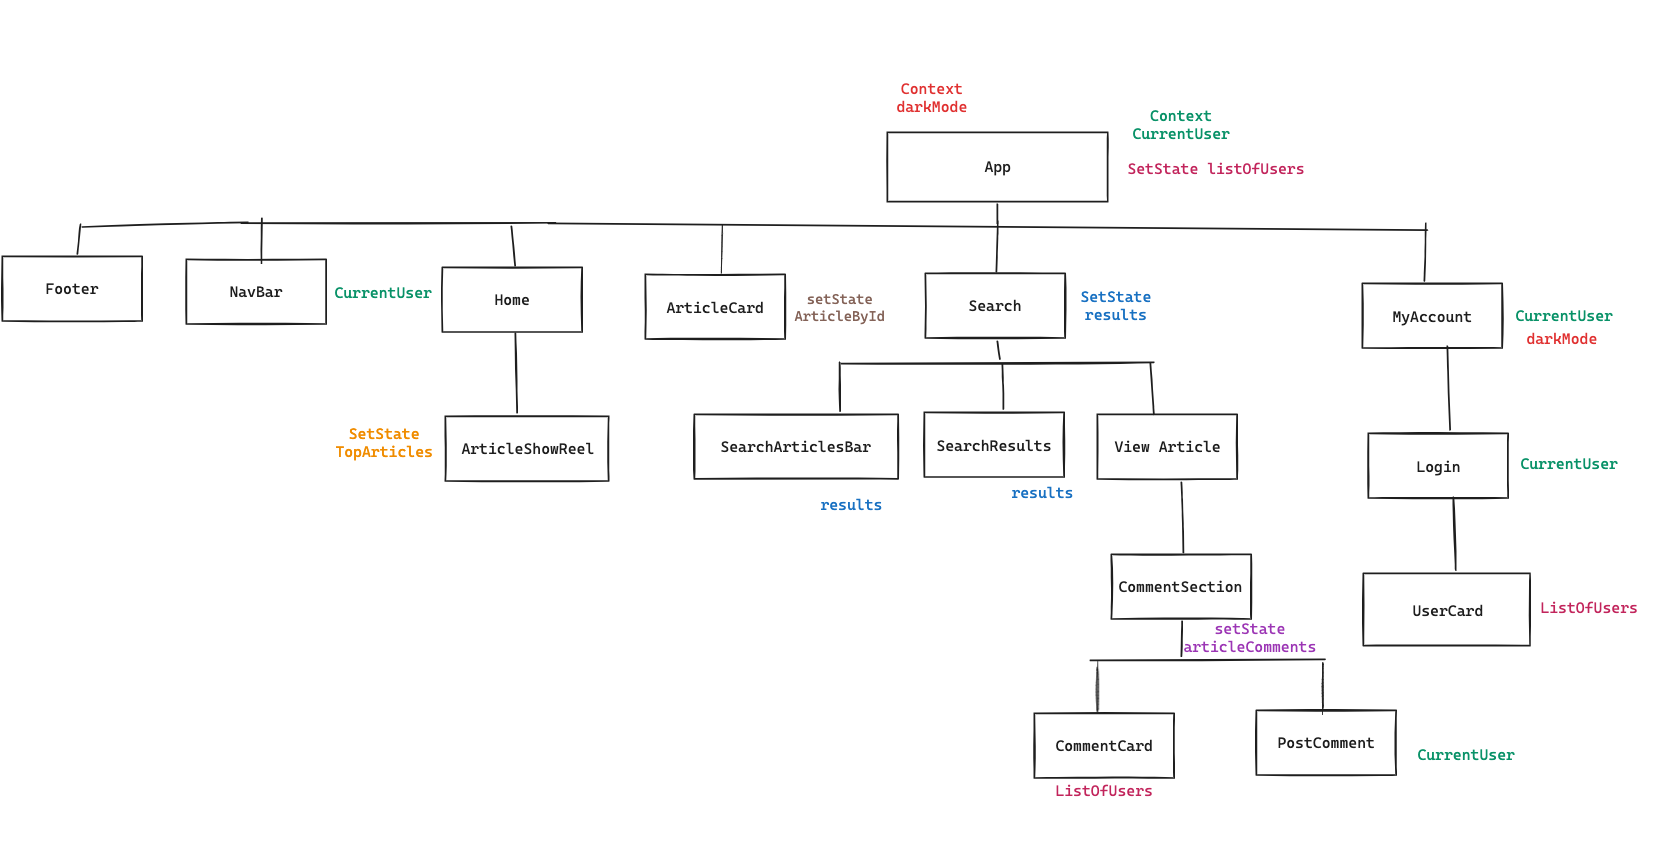 Context
darkMode
Context
CurrentUser
App
SetState listOfUsers
Footer
NavBar
CurrentUser
Home
ArticleCard
setState
ArticleById
Search
SetState
results
MyAccount
CurrentUser
darkMode
SetState
TopArticles
ArticleShowReel
SearchArticlesBar
results
SearchResults
results
View Article
Login
CurrentUser
CommentSection
setState
articleComments
UserCard
ListOfUsers
CommentCard
ListOfUsers
PostComment
CurrentUser